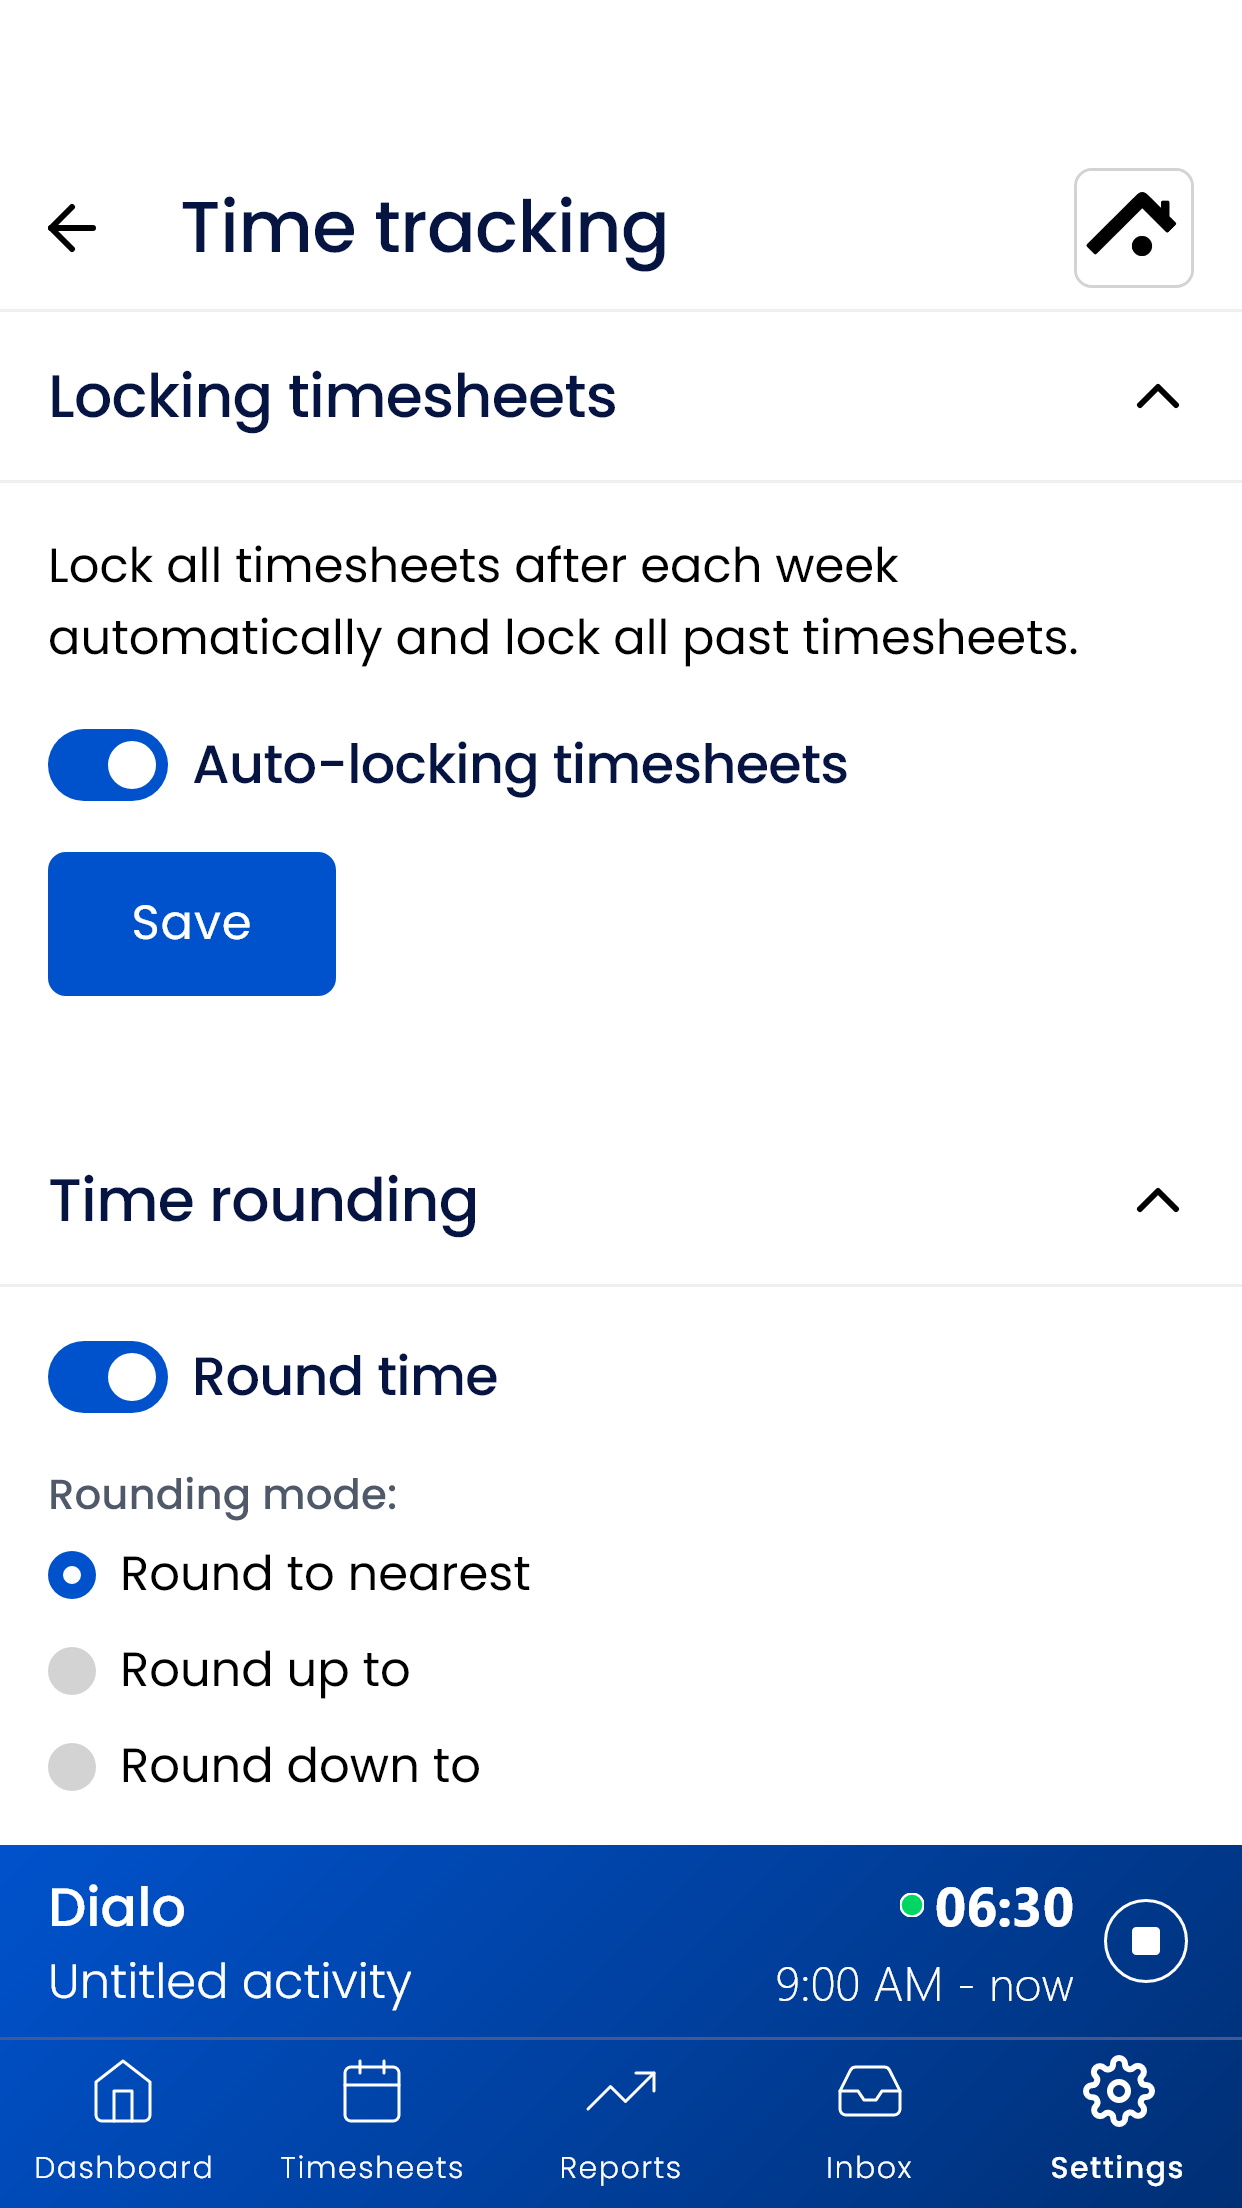 Time tracking
Locking timesheets
Lock all timesheets after each week
automatically and lock all past timesheets.
Auto-locking timesheets
Save
Time rounding
Round time
Rounding mode:
Round to nearest
Round up to
Round down to
Dialo
06:30
Untitled activity
9:00 AM - now
Dashboard
Timesheets
Reports
Inbox
Settings